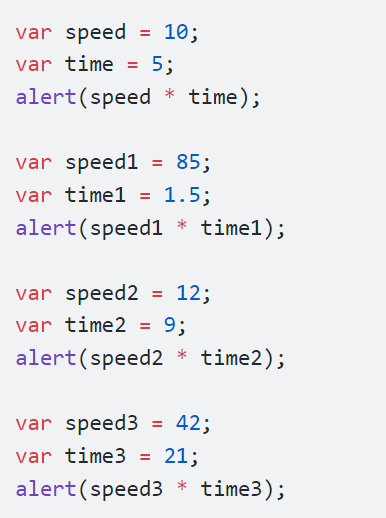 var speed = 10;
var time = 5;
alert(speed * time);

var speed1 = 85;
var time1 = 1.5;
alert(speed1 * time1);

var speed2 = 12;
var time2 = 9;
alert(speed2 * time2);

var speed3 = 42;
var time3 = 21;
alert(speed3 * time3);